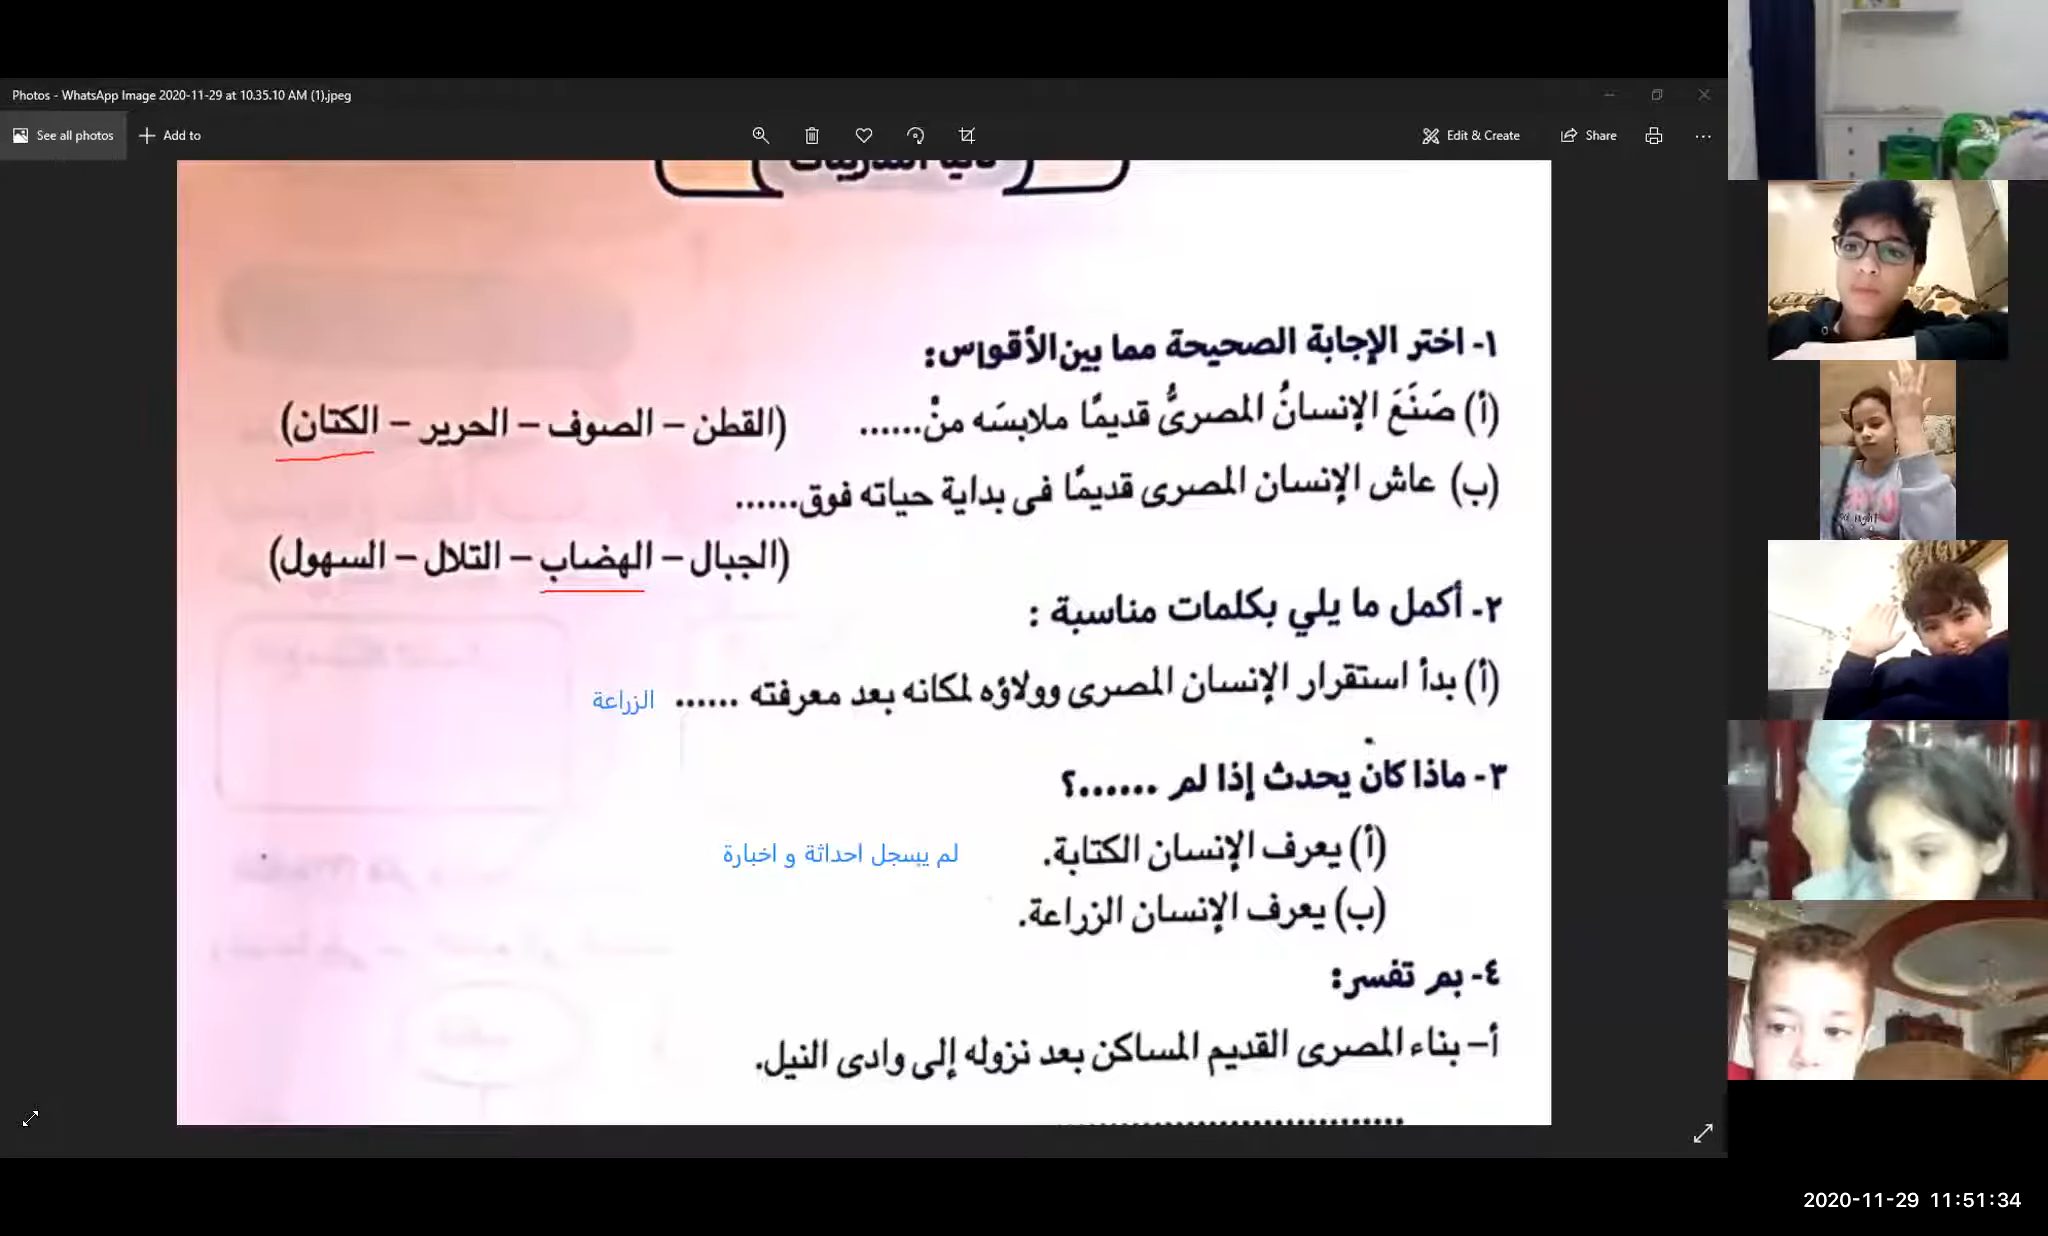 Photos - WhatsApp Image 2020-11-29 at 10.35.10 AM (1).jpeg
See all photos
Add to
Edit & Create
Share
١- اختر الإجابة الصحيحة مما بين الأقواس:
(أ) صَنَعَ الإنسانُ المصرىُّ قديمًا ملابسَه منْ...... (القطن – الصوف – الحرير – الكتان)
(ب) عاش الإنسان المصرى قديمًا فى بداية حياته فوق......
(الجبال – الهضاب – التلال – السهول)
٢- أكمل ما يلي بكلمات مناسبة :
(أ) بدأ استقرار الإنسان المصرى وولاؤه لمكانه بعد معرفته ...... الزراعة
٣- ماذا كان يحدث إذا لم ......؟
(أ) يعرف الإنسان الكتابة. لم يسجل احداثة و اخبارة
(ب) يعرف الإنسان الزراعة.
٤- بم تفسر:
أ– بناء المصرى القديم المساكن بعد نزوله إلى وادى النيل.
2020-11-29 11:51:34